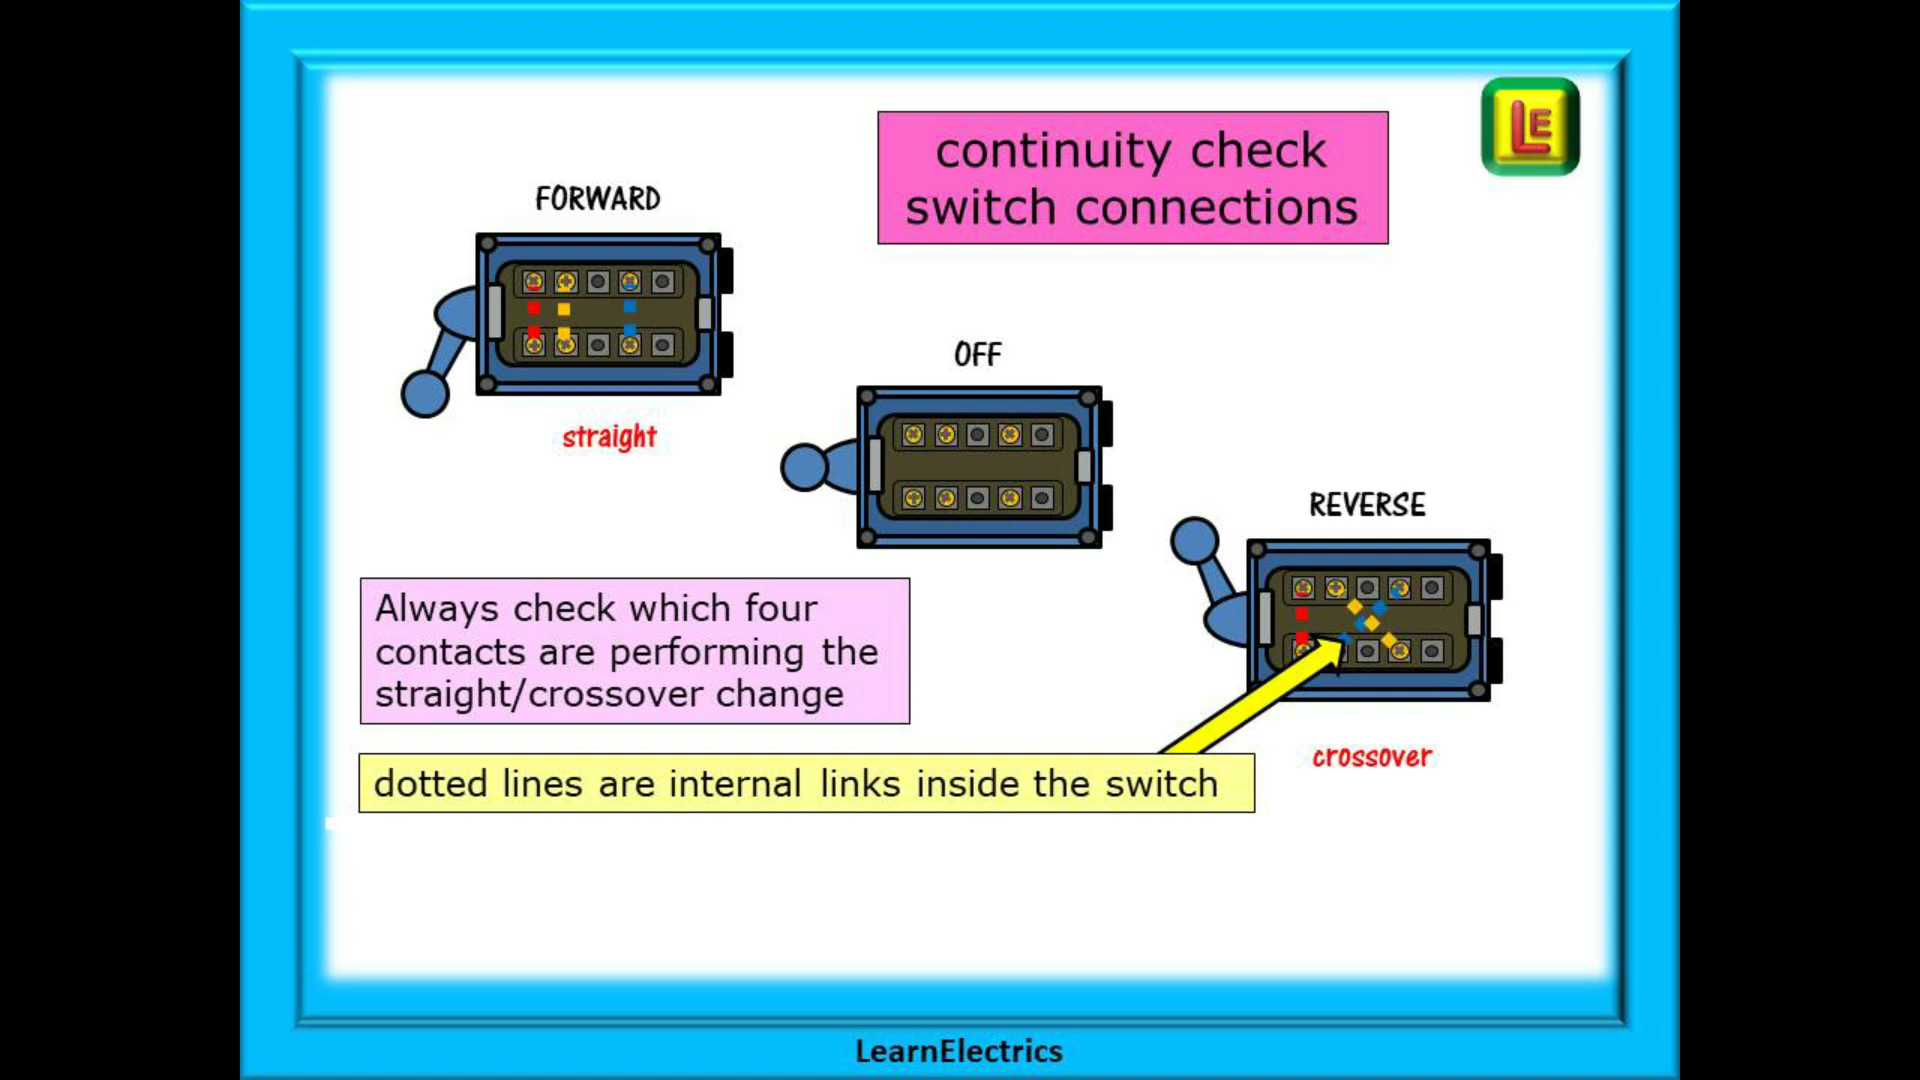 continuity check
switch connections
LE
FORWARD
straight
OFF
REVERSE
crossover
Always check which four
contacts are performing the
straight/crossover change
dotted lines are internal links inside the switch
LearnElectrics